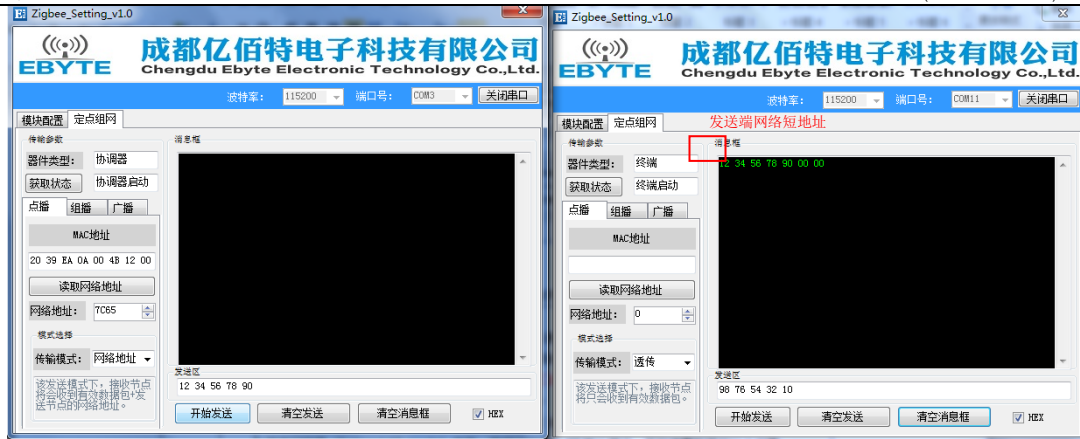 Zigbee_Setting_v1.0
EBYTE
成都亿佰特电子科技有限公司
Chengdu Ebyte Electronic Technology Co.,Ltd.
波特率： 115200 端口号： COM3 关闭串口
模块配置 定点组网
传输参数
器件类型： 协调器
获取状态 协调器启动
点播 组播 广播
MAC地址
20 39 EA 0A 00 4B 12 00
读取网络地址
网络地址： 7C65
模式选择
传输模式： 网络地址
该发送模式下，接收节点
将会收到有效数据包+发
送节点的网络地址。
消息框
发送区
12 34 56 78 90
开始发送 清空发送 清空消息框 HEX
Zigbee_Setting_v1.0
EBYTE
成都亿佰特电子科技有限公司
Chengdu Ebyte Electronic Technology Co.,Ltd.
波特率： 115200 端口号： COM11 关闭串口
模块配置 定点组网 发送端网络短地址
传输参数
器件类型： 终端
获取状态 终端启动
点播 组播 广播
MAC地址
读取网络地址
网络地址： 0
模式选择
传输模式： 透传
该发送模式下，接收节点
将只会收到有效数据包。
消息框
12 34 56 78 90 00 00
发送区
98 76 54 32 10
开始发送 清空发送 清空消息框 HEX